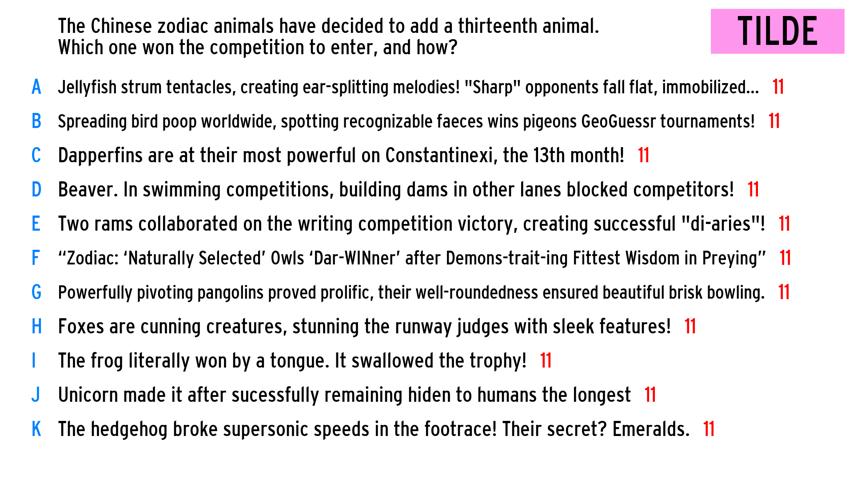 The Chinese zodiac animals have decided to add a thirteenth animal.
Which one won the competition to enter, and how?
TILDE
A Jellyfish strum tentacles, creating ear-splitting melodies! "Sharp" opponents fall flat, immobilized... 11
B Spreading bird poop worldwide, spotting recognizable faeces wins pigeons GeoGuessr tournaments! 11
C Dapperfins are at their most powerful on Constantinexi, the 13th month! 11
D Beaver. In swimming competitions, building dams in other lanes blocked competitors! 11
E Two rams collaborated on the writing competition victory, creating successful "di-aries"! 11
F “Zodiac: ‘Naturally Selected’ Owls ‘Dar-WINner’ after Demons-trait-ing Fittest Wisdom in Preying” 11
G Powerfully pivoting pangolins proved prolific, their well-roundedness ensured beautiful brisk bowling. 11
H Foxes are cunning creatures, stunning the runway judges with sleek features! 11
I The frog literally won by a tongue. It swallowed the trophy! 11
J Unicorn made it after sucessfully remaining hiden to humans the longest 11
K The hedgehog broke supersonic speeds in the footrace! Their secret? Emeralds. 11